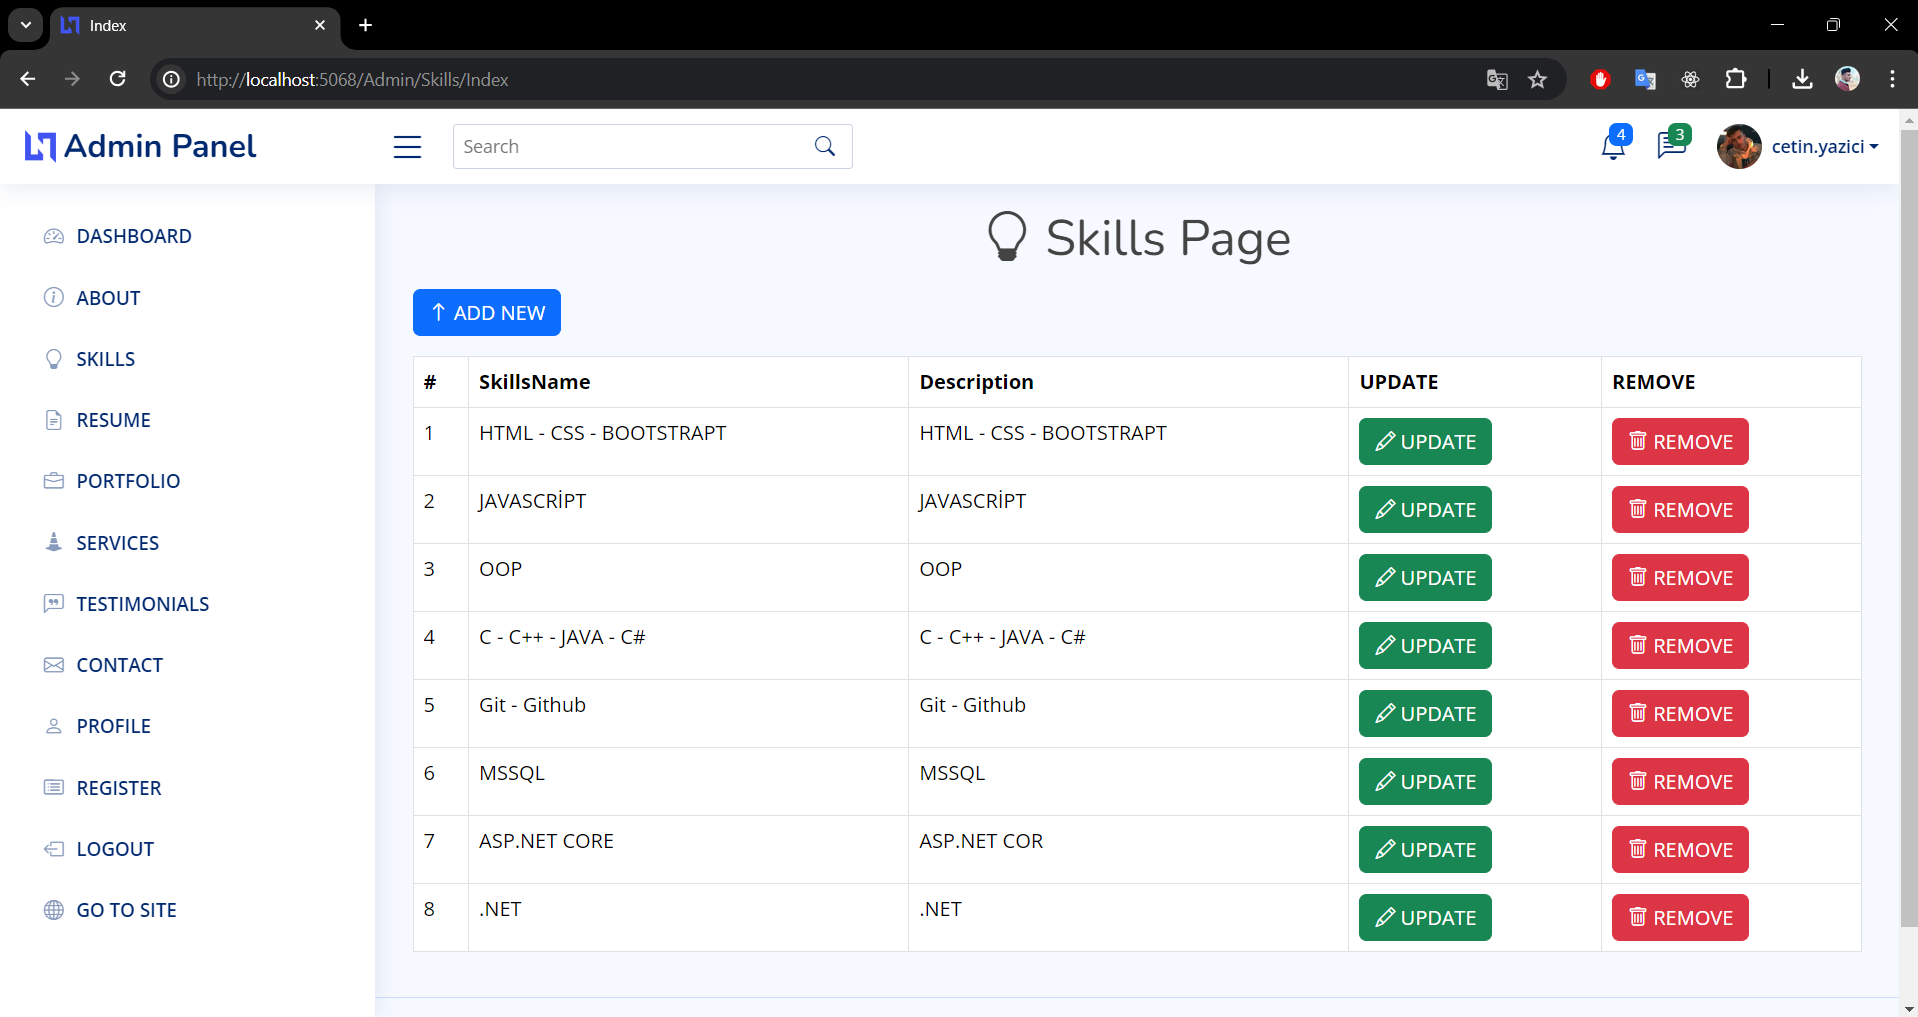 Index
http://localhost:5068/Admin/Skills/Index
Admin Panel
Search
4
3
cetin.yazici
DASHBOARD
ABOUT
SKILLS
RESUME
PORTFOLIO
SERVICES
TESTIMONIALS
CONTACT
PROFILE
REGISTER
LOGOUT
GO TO SITE
Skills Page
ADD NEW
# SkillsName Description UPDATE REMOVE
1 HTML - CSS - BOOTSTRAPT HTML - CSS - BOOTSTRAPT UPDATE REMOVE
2 JAVASCRİPT JAVASCRİPT UPDATE REMOVE
3 OOP OOP UPDATE REMOVE
4 C - C++ - JAVA - C# C - C++ - JAVA - C# UPDATE REMOVE
5 Git - Github Git - Github UPDATE REMOVE
6 MSSQL MSSQL UPDATE REMOVE
7 ASP.NET CORE ASP.NET COR UPDATE REMOVE
8 .NET .NET UPDATE REMOVE